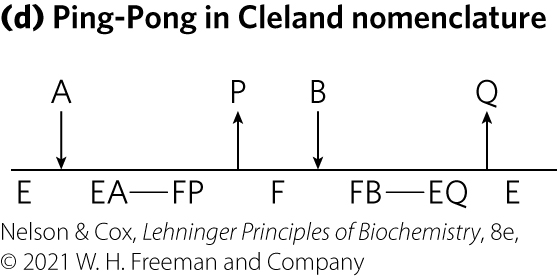 (d) Ping-Pong in Cleland nomenclature
A P B Q
E EA—FP F FB—EQ E
Nelson & Cox, Lehninger Principles of Biochemistry, 8e,
© 2021 W. H. Freeman and Company